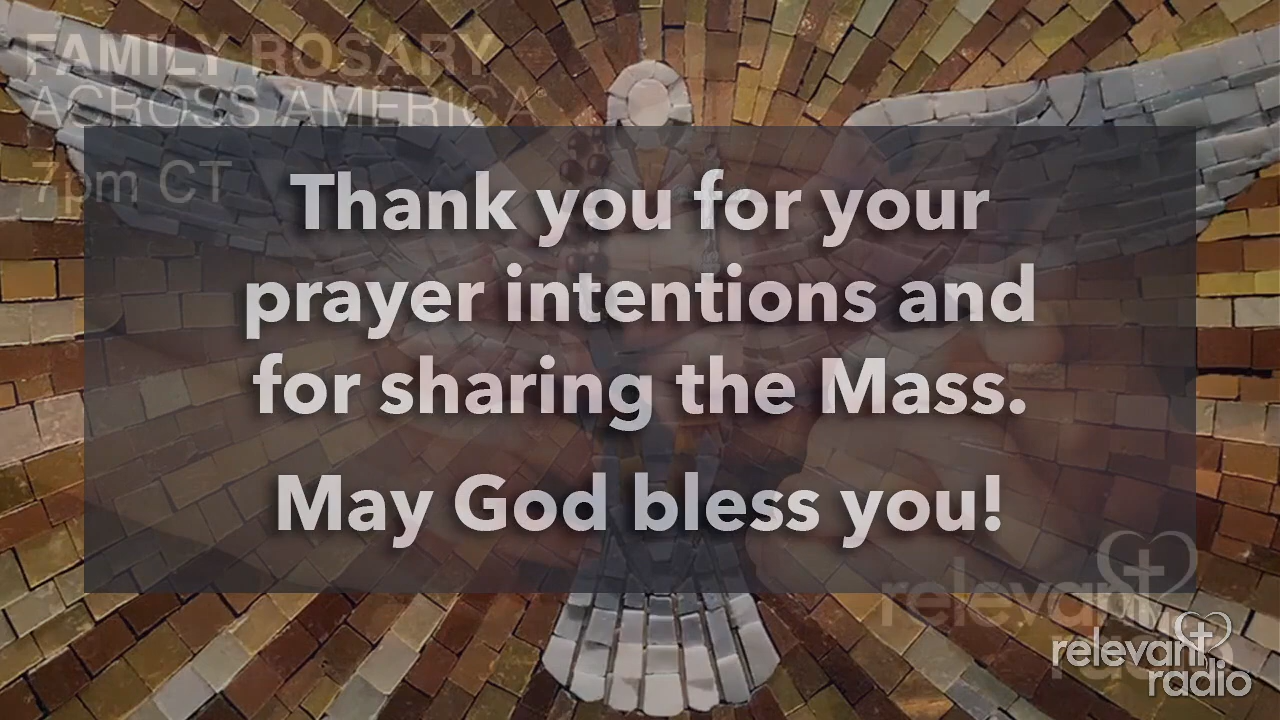 FAMILY ROSARY
ACROSS AMERICA
7pm CT
Thank you for your
prayer intentions and
for sharing the Mass.
May God bless you!
relevant
relevant
radio